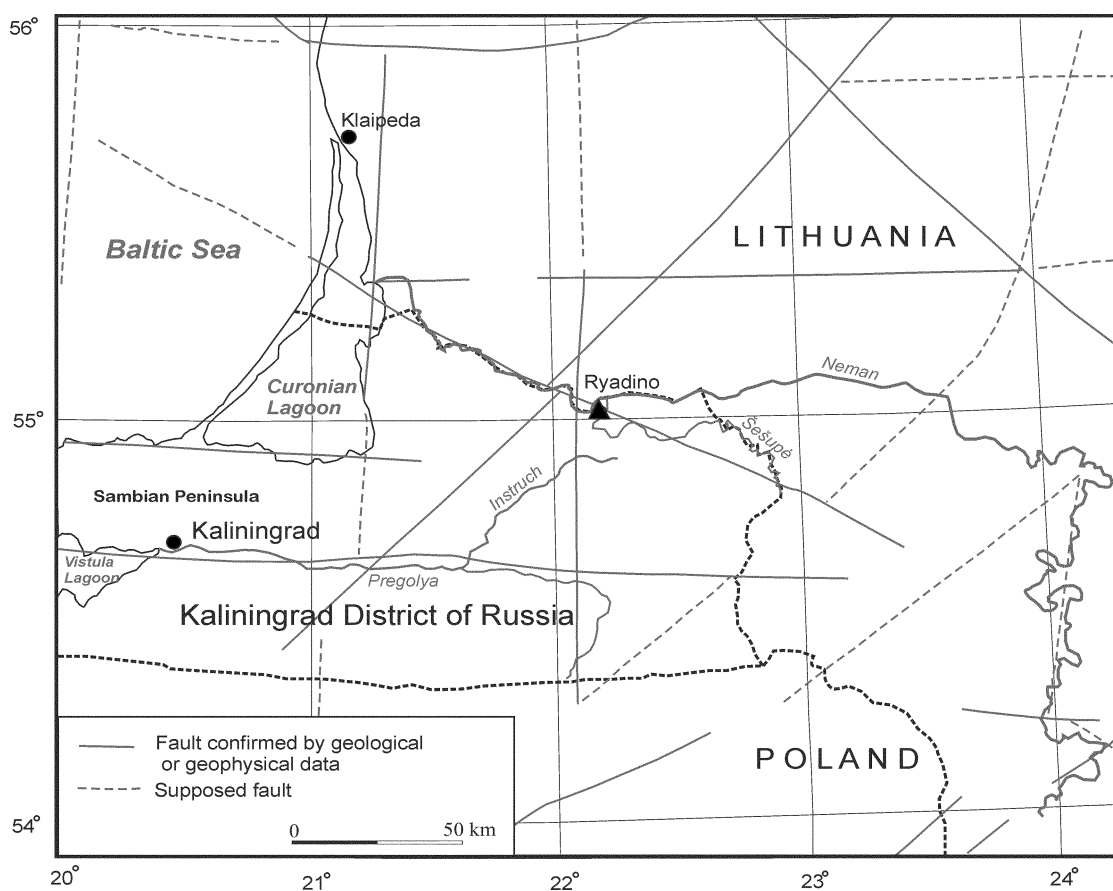 56°
Klaipeda
LITHUANIA
Baltic Sea
Neman
Ryadino
Curonian
Lagoon
55°
Šešupé
Instruch
Sambian Peninsula
Kaliningrad
Vistula
Lagoon
Pregolya
Kaliningrad District of Russia
POLAND
Fault confirmed by geological
or geophysical data
Supposed fault
0 50 km
54°
20° 21° 22° 23° 24°